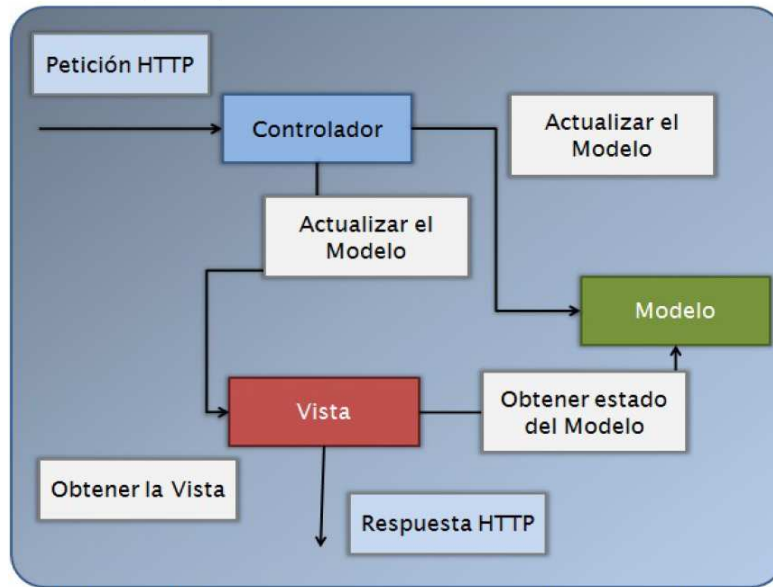 Petición HTTP
Controlador
Actualizar el
Modelo
Actualizar el
Modelo
Modelo
Vista
Obtener estado
del Modelo
Obtener la Vista
Respuesta HTTP